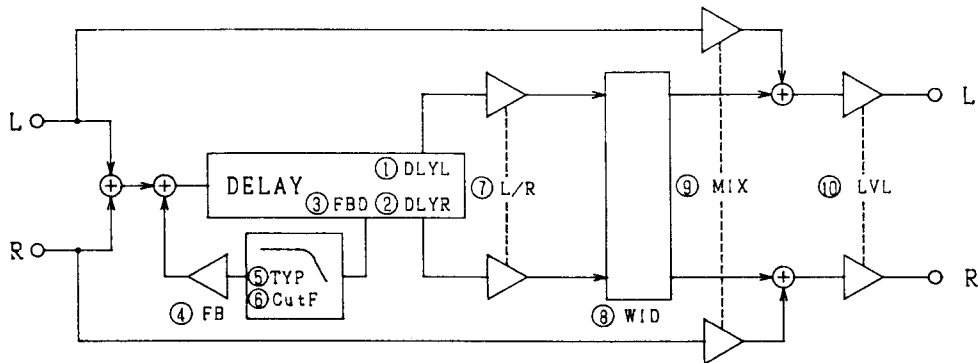 L
L
DELAY
① DLYL
③ FBD ② DLYR
⑦ L/R
⑨ MIX
⑩ LVL
R
⑤ TYP
⑥ CutF
④ FB
⑧ WID
R